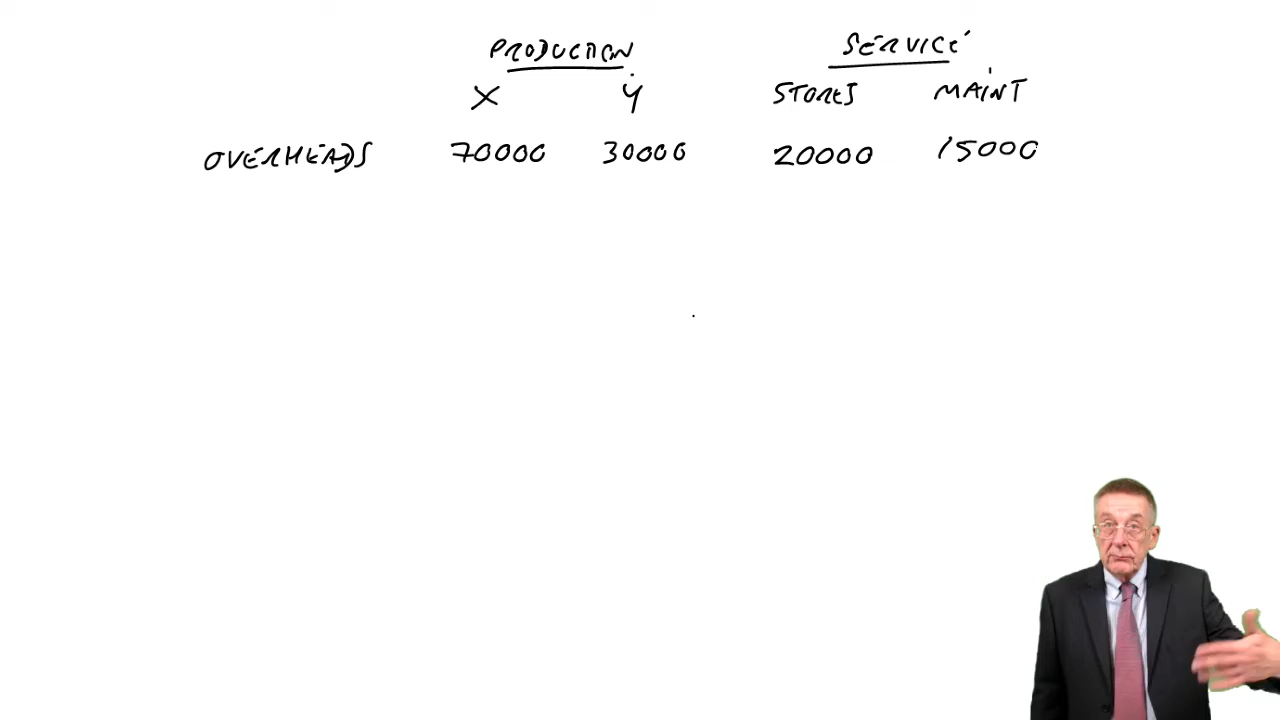 PRODUCTION SERVICE
X Y STORES MAINT
OVERHEADS 70000 30000 20000 15000